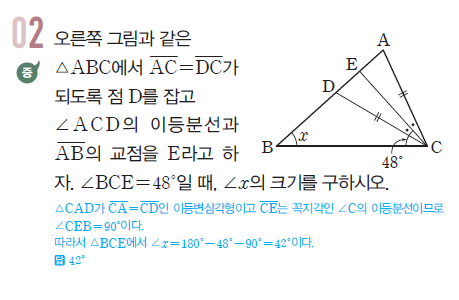 02 오른쪽 그림과 같은
중 △ABC에서 AC=DC가
되도록 점 D를 잡고
∠ACD의 이등분선과
AB의 교점을 E라고 하
자. ∠BCE=48°일 때, ∠x의 크기를 구하시오.
A
E
D
B
x
C
48°
△CAD가 CA=CD인 이등변삼각형이고 CE는 꼭지각인 ∠C의 이등분선이므로
∠CEB=90°이다.
따라서 △BCE에서 ∠x=180°-48°-90°=42°이다.
답 42°